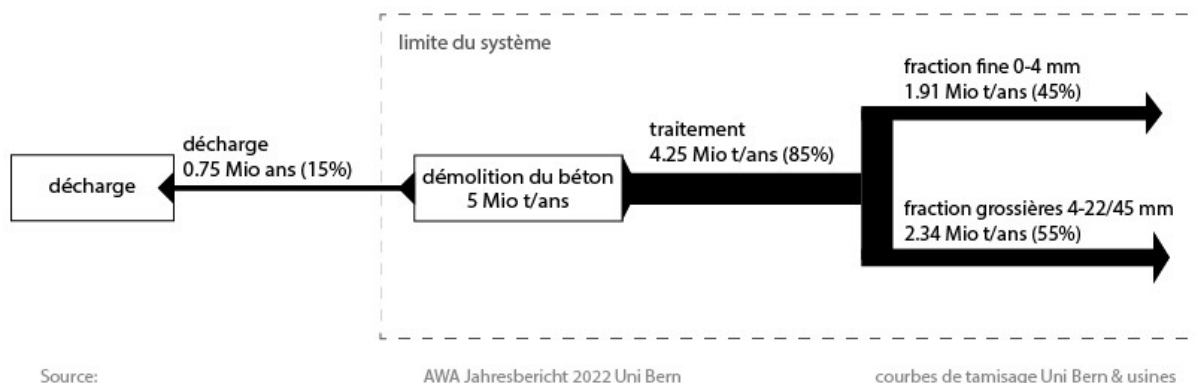 limite du système
fraction fine 0-4 mm
1.91 Mio t/ans (45%)
décharge
0.75 Mio ans (15%)
traitement
4.25 Mio t/ans (85%)
décharge
démolition du béton
5 Mio t/ans
fraction grossières 4-22/45 mm
2.34 Mio t/ans (55%)
Source:
AWA Jahresbericht 2022 Uni Bern
courbes de tamisage Uni Bern & usines